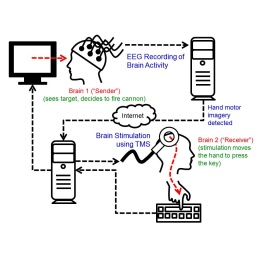 EEG Recording of
Brain Activity
Brain 1 (“Sender”)
(sees target, decides to fire cannon)
Hand motor
imagery
detected
Internet
Brain Stimulation
using TMS
Brain 2 (“Receiver”)
(stimulation moves
the hand to press
the key)